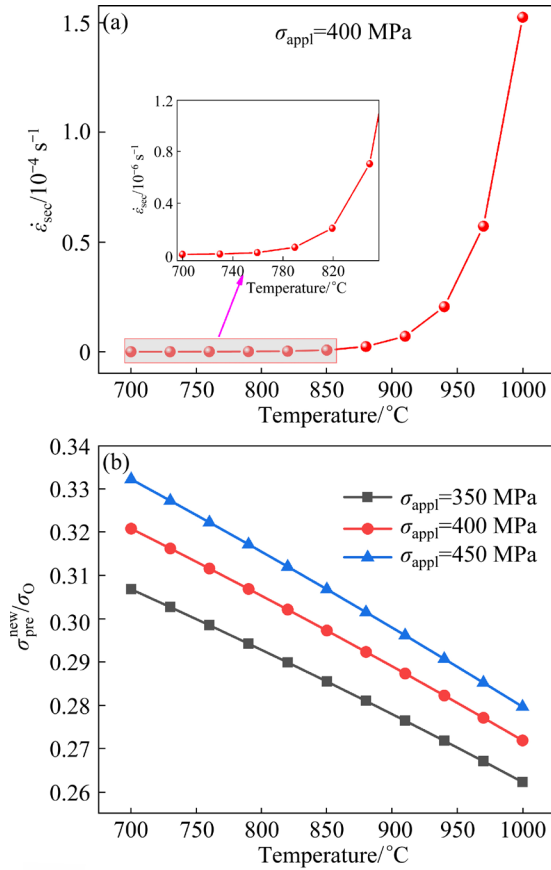 (a)
σappl=400 MPa
1.5
1.0
0.5
0
ε̇sec/10⁻⁴ s⁻¹
1.2
0.8
0.4
0
ε̇sec/10⁻⁶ s⁻¹
700 740 780 820
Temperature/°C
700 750 800 850 900 950 1000
Temperature/°C
(b)
0.34
0.33
0.32
0.31
0.30
0.29
0.28
0.27
0.26
σpreⁿᵉʷ/σO
σappl=350 MPa
σappl=400 MPa
σappl=450 MPa
700 750 800 850 900 950 1000
Temperature/°C